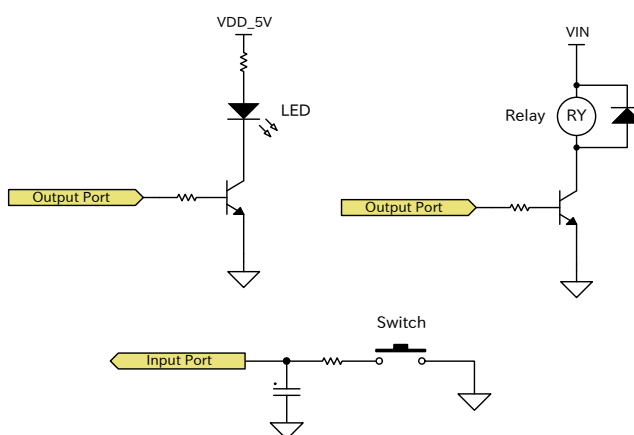 VDD_5V
LED
Output Port
VIN
Relay
RY
Output Port
Switch
Input Port